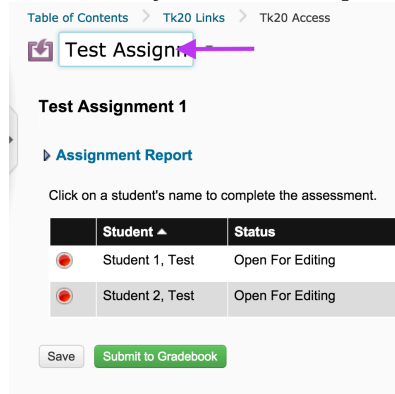 Table of Contents > Tk20 Links > Tk20 Access
Test Assignm
Test Assignment 1
Assignment Report
Click on a student's name to complete the assessment.
Student Status
Student 1, Test Open For Editing
Student 2, Test Open For Editing
Save Submit to Gradebook